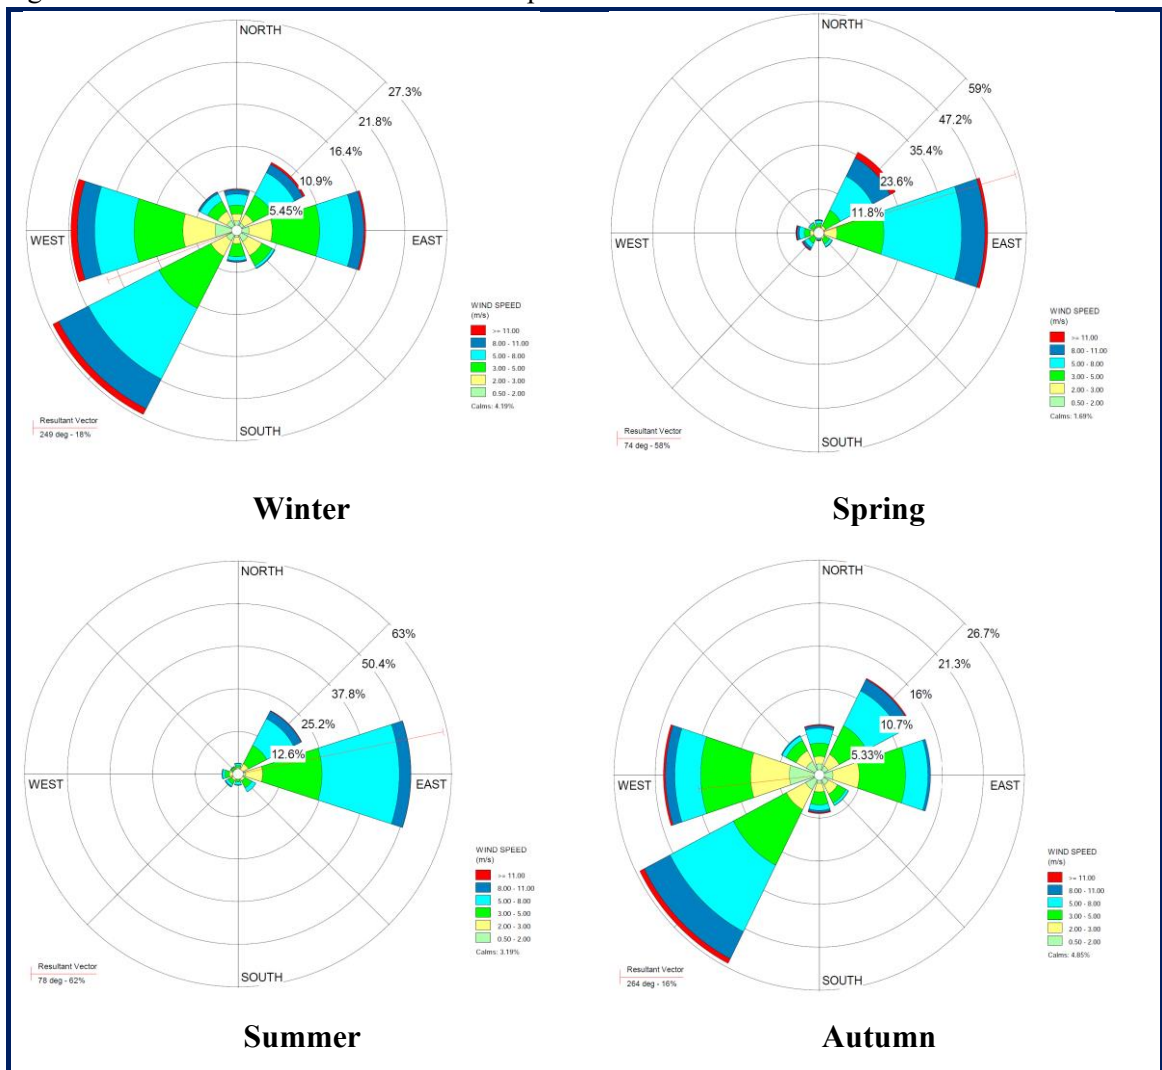 NORTH
27.3%
21.8%
16.4%
10.9%
5.45%
WEST
EAST
WIND SPEED
(m/s)
>= 11.00
8.00 - 11.00
5.00 - 8.00
3.00 - 5.00
2.00 - 3.00
0.50 - 2.00
Calms: 4.19%
Resultant Vector
249 deg - 18%
SOUTH
Winter
NORTH
59%
47.2%
35.4%
23.6%
11.8%
WEST
EAST
WIND SPEED
(m/s)
>= 11.00
8.00 - 11.00
5.00 - 8.00
3.00 - 5.00
2.00 - 3.00
0.50 - 2.00
Calms: 1.69%
Resultant Vector
74 deg - 58%
SOUTH
Spring
NORTH
63%
50.4%
37.8%
25.2%
12.6%
WEST
EAST
WIND SPEED
(m/s)
>= 11.00
8.00 - 11.00
5.00 - 8.00
3.00 - 5.00
2.00 - 3.00
0.50 - 2.00
Calms: 3.19%
Resultant Vector
78 deg - 62%
SOUTH
Summer
NORTH
26.7%
21.3%
16%
10.7%
5.33%
WEST
EAST
WIND SPEED
(m/s)
>= 11.00
8.00 - 11.00
5.00 - 8.00
3.00 - 5.00
2.00 - 3.00
0.50 - 2.00
Calms: 4.85%
Resultant Vector
264 deg - 16%
SOUTH
Autumn